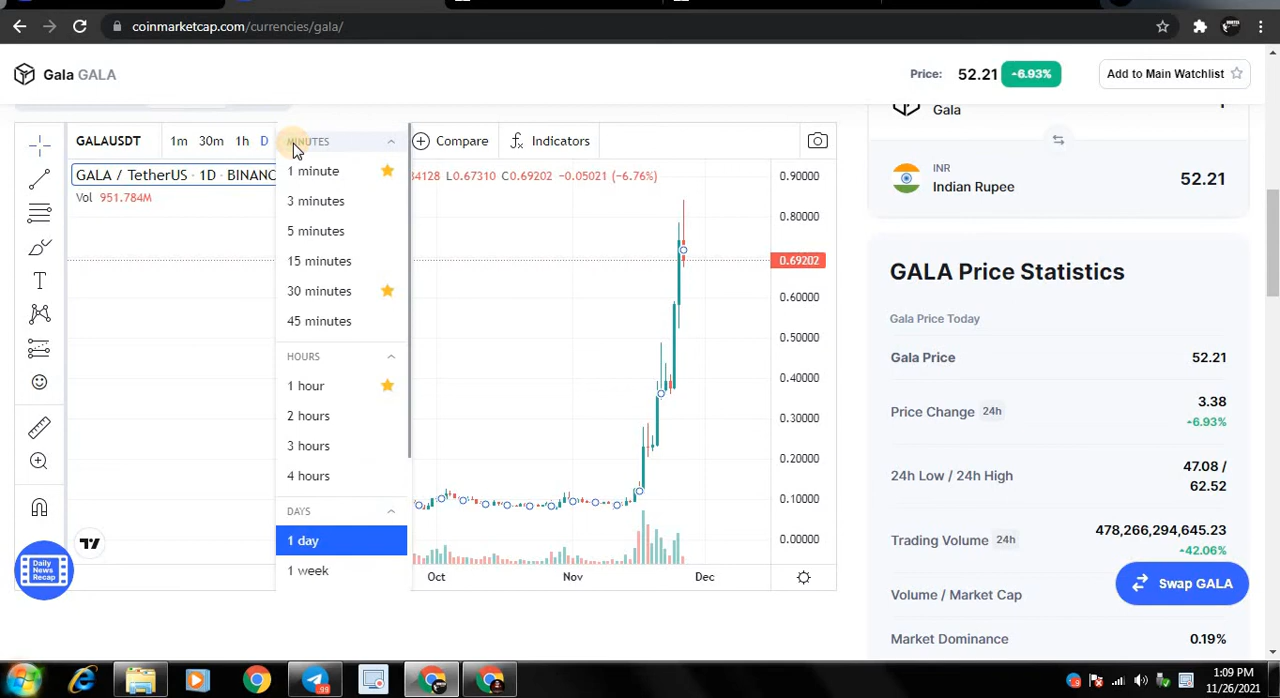 coinmarketcap.com/currencies/gala/
Gala GALA
Price: 52.21 6.93%
Add to Main Watchlist
Gala
1
INR
Indian Rupee
52.21
GALAUSDT
1m 30m 1h D
Compare
Indicators
GALA / TetherUS · 1D · BINANC
84128 L0.67310 C0.69202 −0.05021 (−6.76%)
Vol 951.784M
MINUTES
1 minute
3 minutes
5 minutes
15 minutes
30 minutes
45 minutes
HOURS
1 hour
2 hours
3 hours
4 hours
DAYS
1 day
1 week
0.90000
0.80000
0.69202
0.60000
0.50000
0.40000
0.30000
0.20000
0.10000
0.00000
Oct Nov Dec
Daily
News
Recap
GALA Price Statistics
Gala Price Today
Gala Price 52.21
Price Change 24h 3.38
6.93%
24h Low / 24h High 47.08 /
62.52
Trading Volume 24h 478,266,294,645.23
42.06%
Volume / Market Cap
Swap GALA
Market Dominance 0.19%
98
1:09 PM
11/26/2021